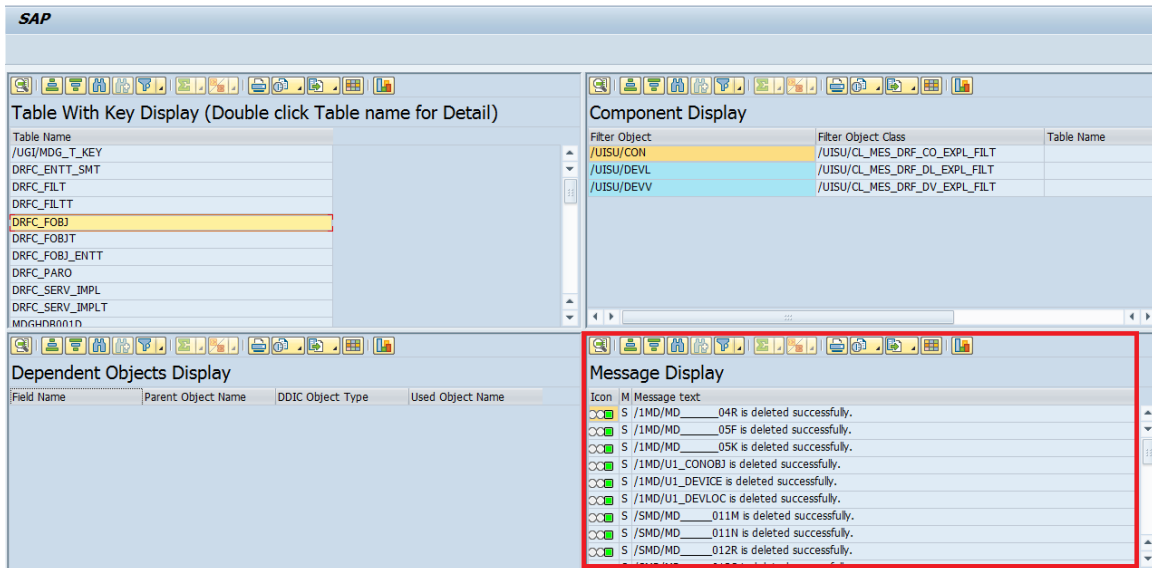 SAP
Table With Key Display (Double click Table name for Detail)
Table Name
/UGI/MDG_T_KEY
DRFC_ENTT_SMT
DRFC_FILT
DRFC_FILTT
DRFC_FOBJ
DRFC_FOBJT
DRFC_FOBJ_ENTT
DRFC_PARO
DRFC_SERV_IMPL
DRFC_SERV_IMPLT
MDGHDB001D
Component Display
Filter Object Filter Object Class Table Name
/UISU/CON /UISU/CL_MES_DRF_CO_EXPL_FILT
/UISU/DEVL /UISU/CL_MES_DRF_DL_EXPL_FILT
/UISU/DEVV /UISU/CL_MES_DRF_DV_EXPL_FILT
Dependent Objects Display
Field Name Parent Object Name DDIC Object Type Used Object Name
Message Display
Icon M Message text
S /1MD/MD______04R is deleted successfully.
S /1MD/MD______05F is deleted successfully.
S /1MD/MD______05K is deleted successfully.
S /1MD/U1_CONOBJ is deleted successfully.
S /1MD/U1_DEVICE is deleted successfully.
S /1MD/U1_DEVLOC is deleted successfully.
S /SMD/MD_____011M is deleted successfully.
S /SMD/MD_____011N is deleted successfully.
S /SMD/MD_____012R is deleted successfully.